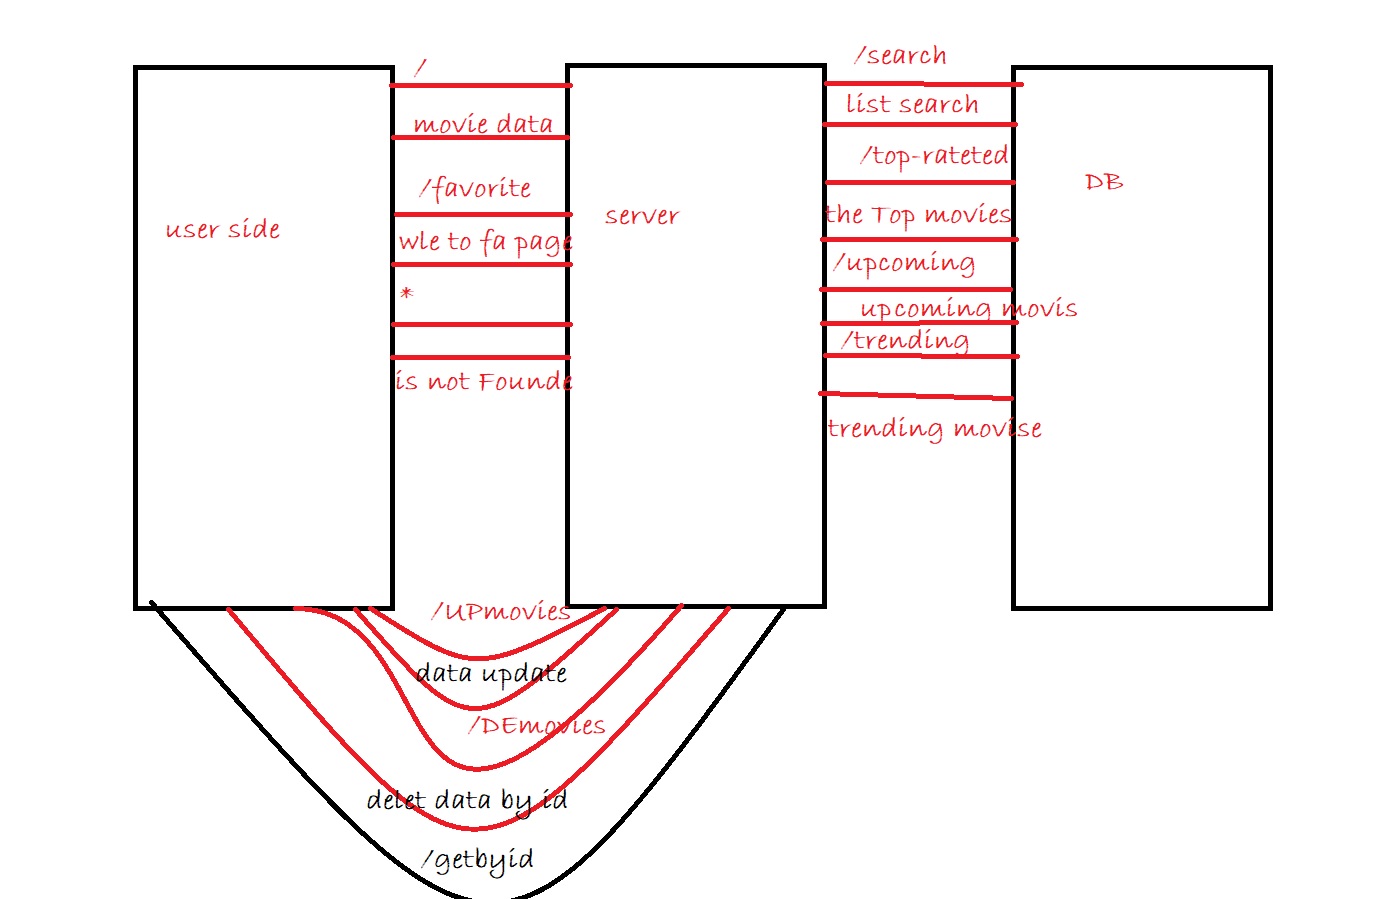 /
movie data
/favorite
wle to fa page
*
is not Founde
user side
server
/search
list search
/top-rateted
the Top movies
/upcoming
upcoming movis
/trending
trending movise
DB
/UPmovies
data update
/DEmovies
delet data by id
/getbyid